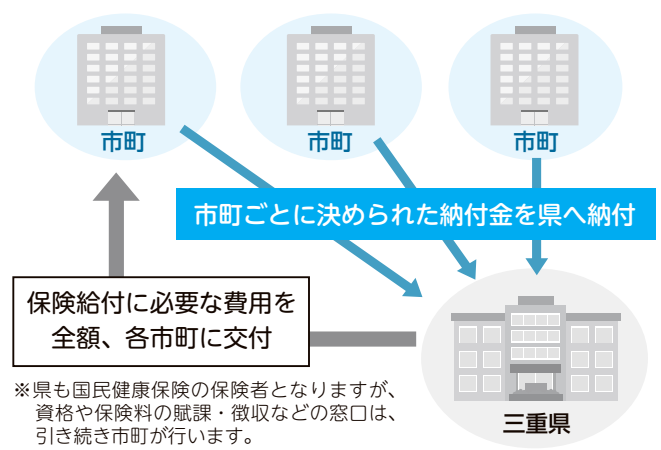 市町
市町
市町
市町ごとに決められた納付金を県へ納付
保険給付に必要な費用を
全額、各市町に交付
三重県
※県も国民健康保険の保険者となりますが、
資格や保険料の賦課・徴収などの窓口は、
引き続き市町が行います。